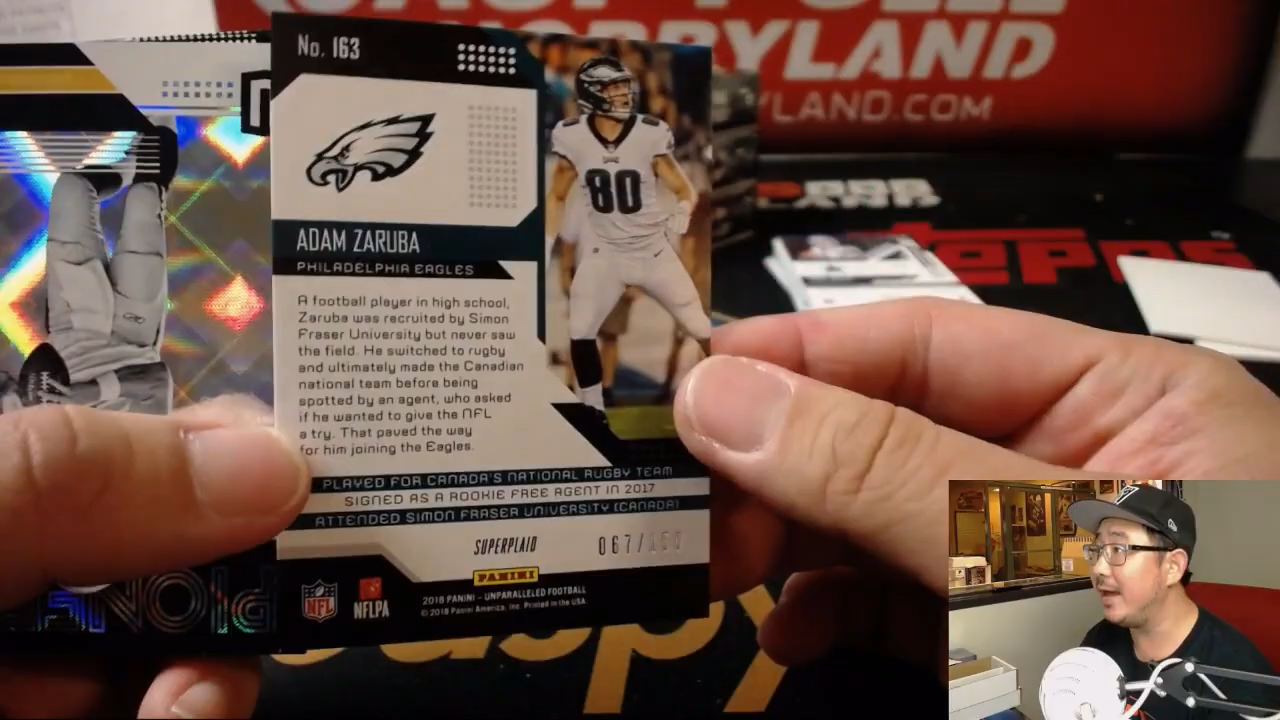 HOBBYLAND
YLAND.COM
TOPPS
No. 163
80
ADAM ZARUBA
PHILADELPHIA EAGLES
A football player in high school,
Zaruba was recruited by Simon
Fraser University but never saw
the field. He switched to rugby
and ultimately made the Canadian
national team before being
spotted by an agent, who asked
if he wanted to give the NFL
a try. That paved the way
for him joining the Eagles.
PLAYED FOR CANADA'S NATIONAL RUGBY TEAM
SIGNED AS A ROOKIE FREE AGENT IN 2017
ATTENDED SIMON FRASER UNIVERSITY (CANADA)
SUPERPLAID
067/150
PANINI
NFL
NFLPA
2018 PANINI - UNPARALLELED FOOTBALL
© 2018 Panini America, Inc. Printed in the USA.